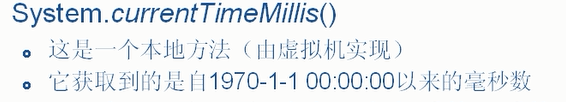 System.currentTimeMillis()
这是一个本地方法（由虚拟机实现）
它获取到的是自1970-1-1 00:00:00以来的毫秒数